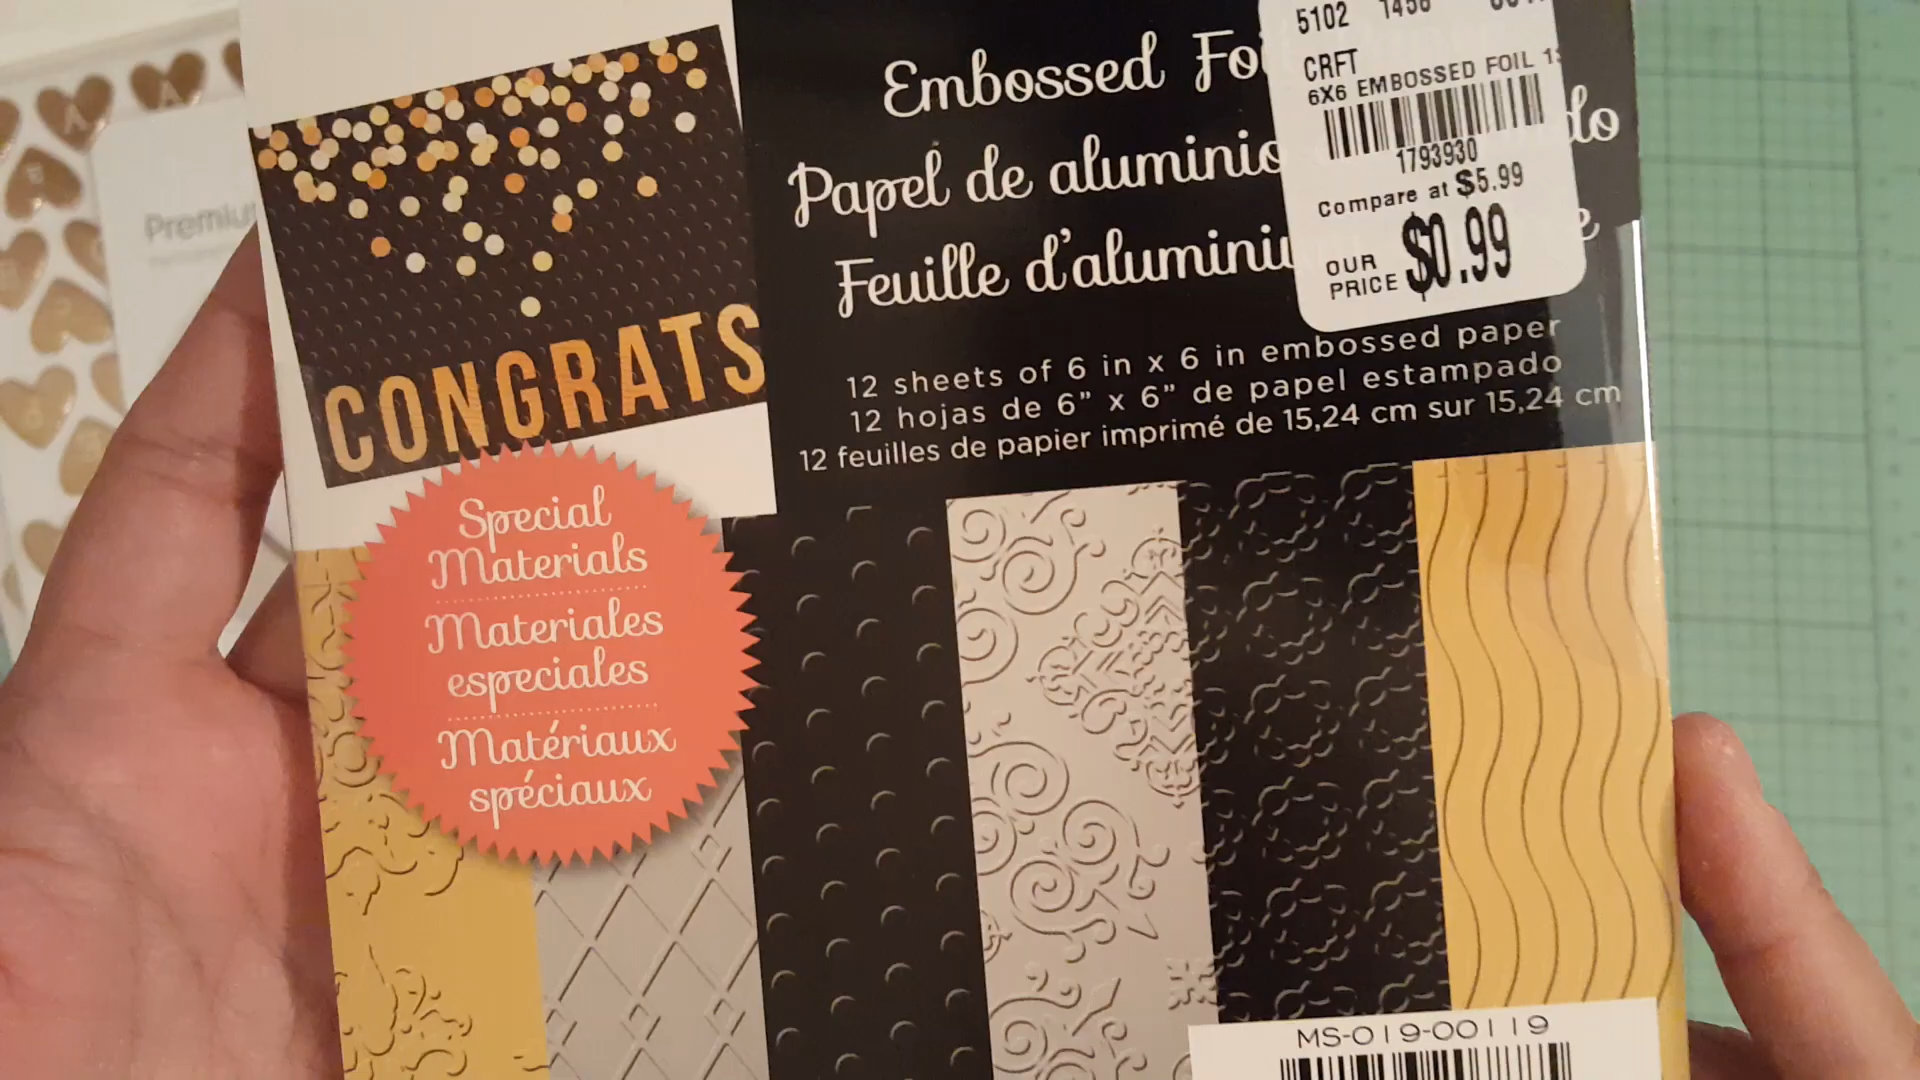 Premiu
CONGRATS
Embossed Foi
Papel de aluminio
do
Feuille d'aluminiu
e
12 sheets of 6 in x 6 in embossed paper
12 hojas de 6" x 6" de papel estampado
12 feuilles de papier imprimé de 15,24 cm sur 15,24 cm
5102 1458
CRFT
6X6 EMBOSSED FOIL 1
1793930
Compare at $5.99
OUR
PRICE $0.99
Special
Materials
Materiales
especiales
Matériaux
spéciaux
MS-019-00119